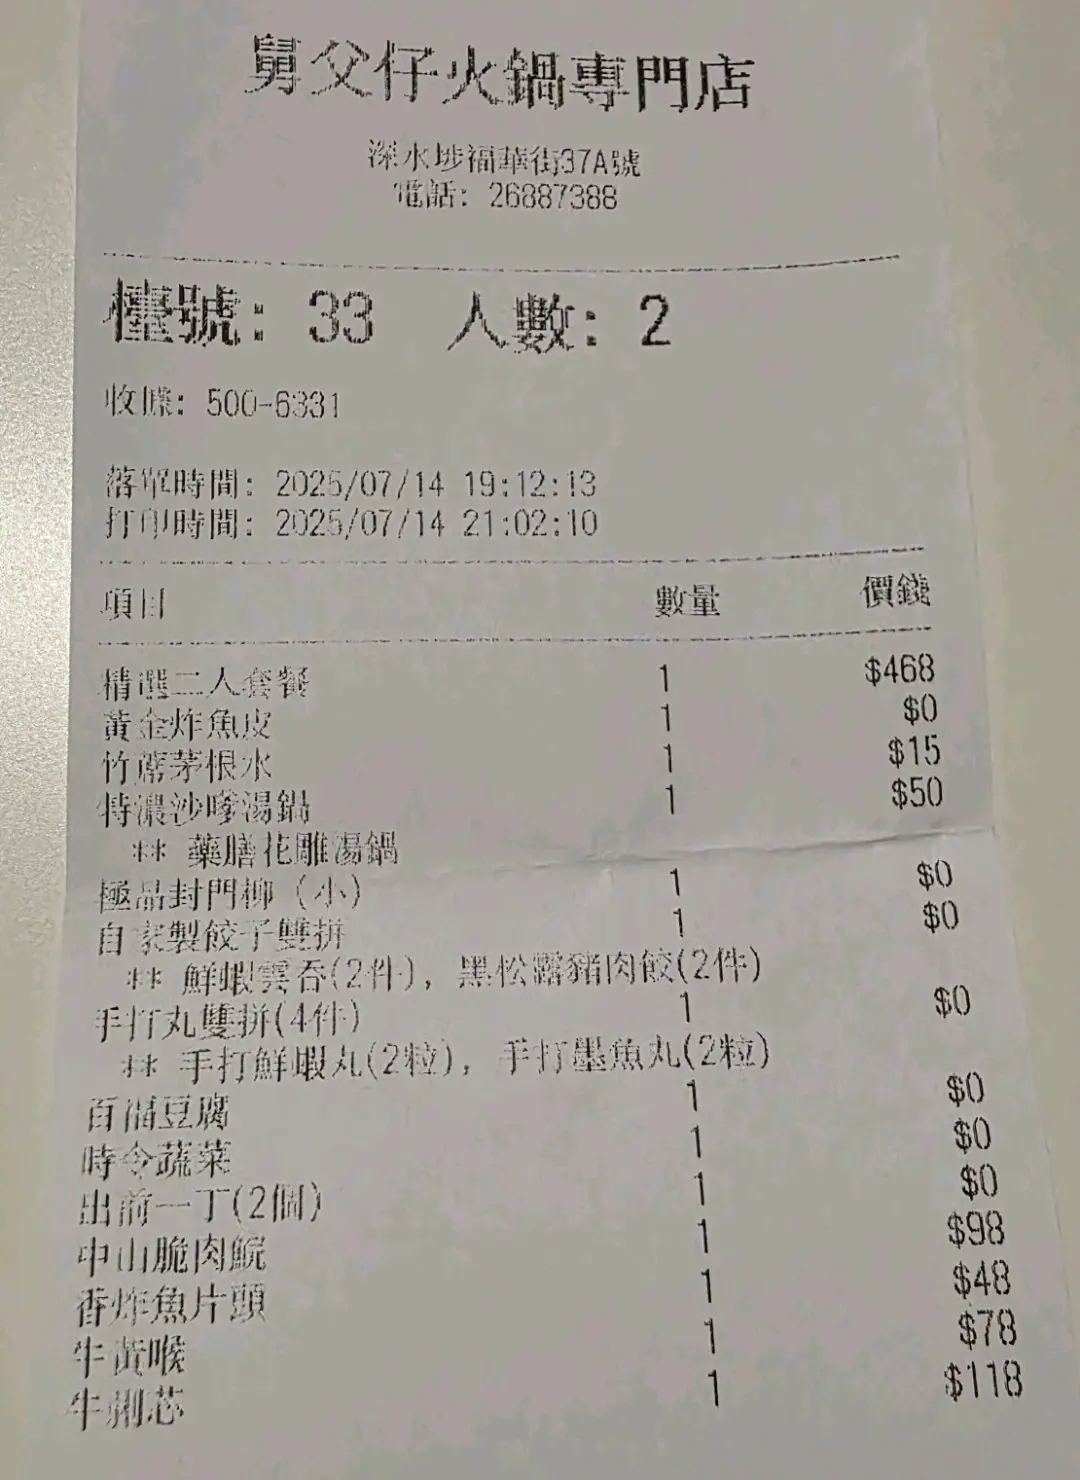 舅父仔火鍋專門店
深水埗福華街37A號
電話: 26887388
檯號: 33 人數: 2
收據: 500-6331
落單時間: 2025/07/14 19:12:13
打印時間: 2025/07/14 21:02:10
項目 數量 價錢
精選二人套餐 1 $468
黃金炸魚皮 1 $0
竹蔗茅根水 1 $15
特濃沙嗲湯鍋 1 $50
** 藥膳花雕湯鍋
極品封門柳 (小) 1 $0
自家製餃子雙拼 1 $0
** 鮮蝦雲吞(2件), 黑松露豬肉餃(2件)
手打丸雙拼(4件) 1 $0
** 手打鮮蝦丸(2粒), 手打墨魚丸(2粒)
百福豆腐 1 $0
時令蔬菜 1 $0
出前一丁(2個) 1 $0
中山脆肉鯇 1 $98
香炸魚片頭 1 $48
牛黃喉 1 $78
牛脷芯 1 $118